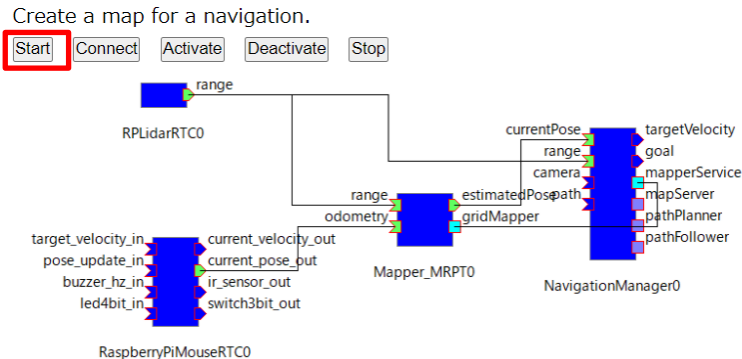 Create a map for a navigation.
Start Connect Activate Deactivate Stop
range
RPLidarRTC0
currentPose targetVelocity
range goal
camera mapperService
path mapServer
pathPlanner
pathFollower
NavigationManager0
range estimatedPose
odometry gridMapper
Mapper_MRPT0
target_velocity_in current_velocity_out
pose_update_in current_pose_out
buzzer_hz_in ir_sensor_out
led4bit_in switch3bit_out
RaspberryPiMouseRTC0